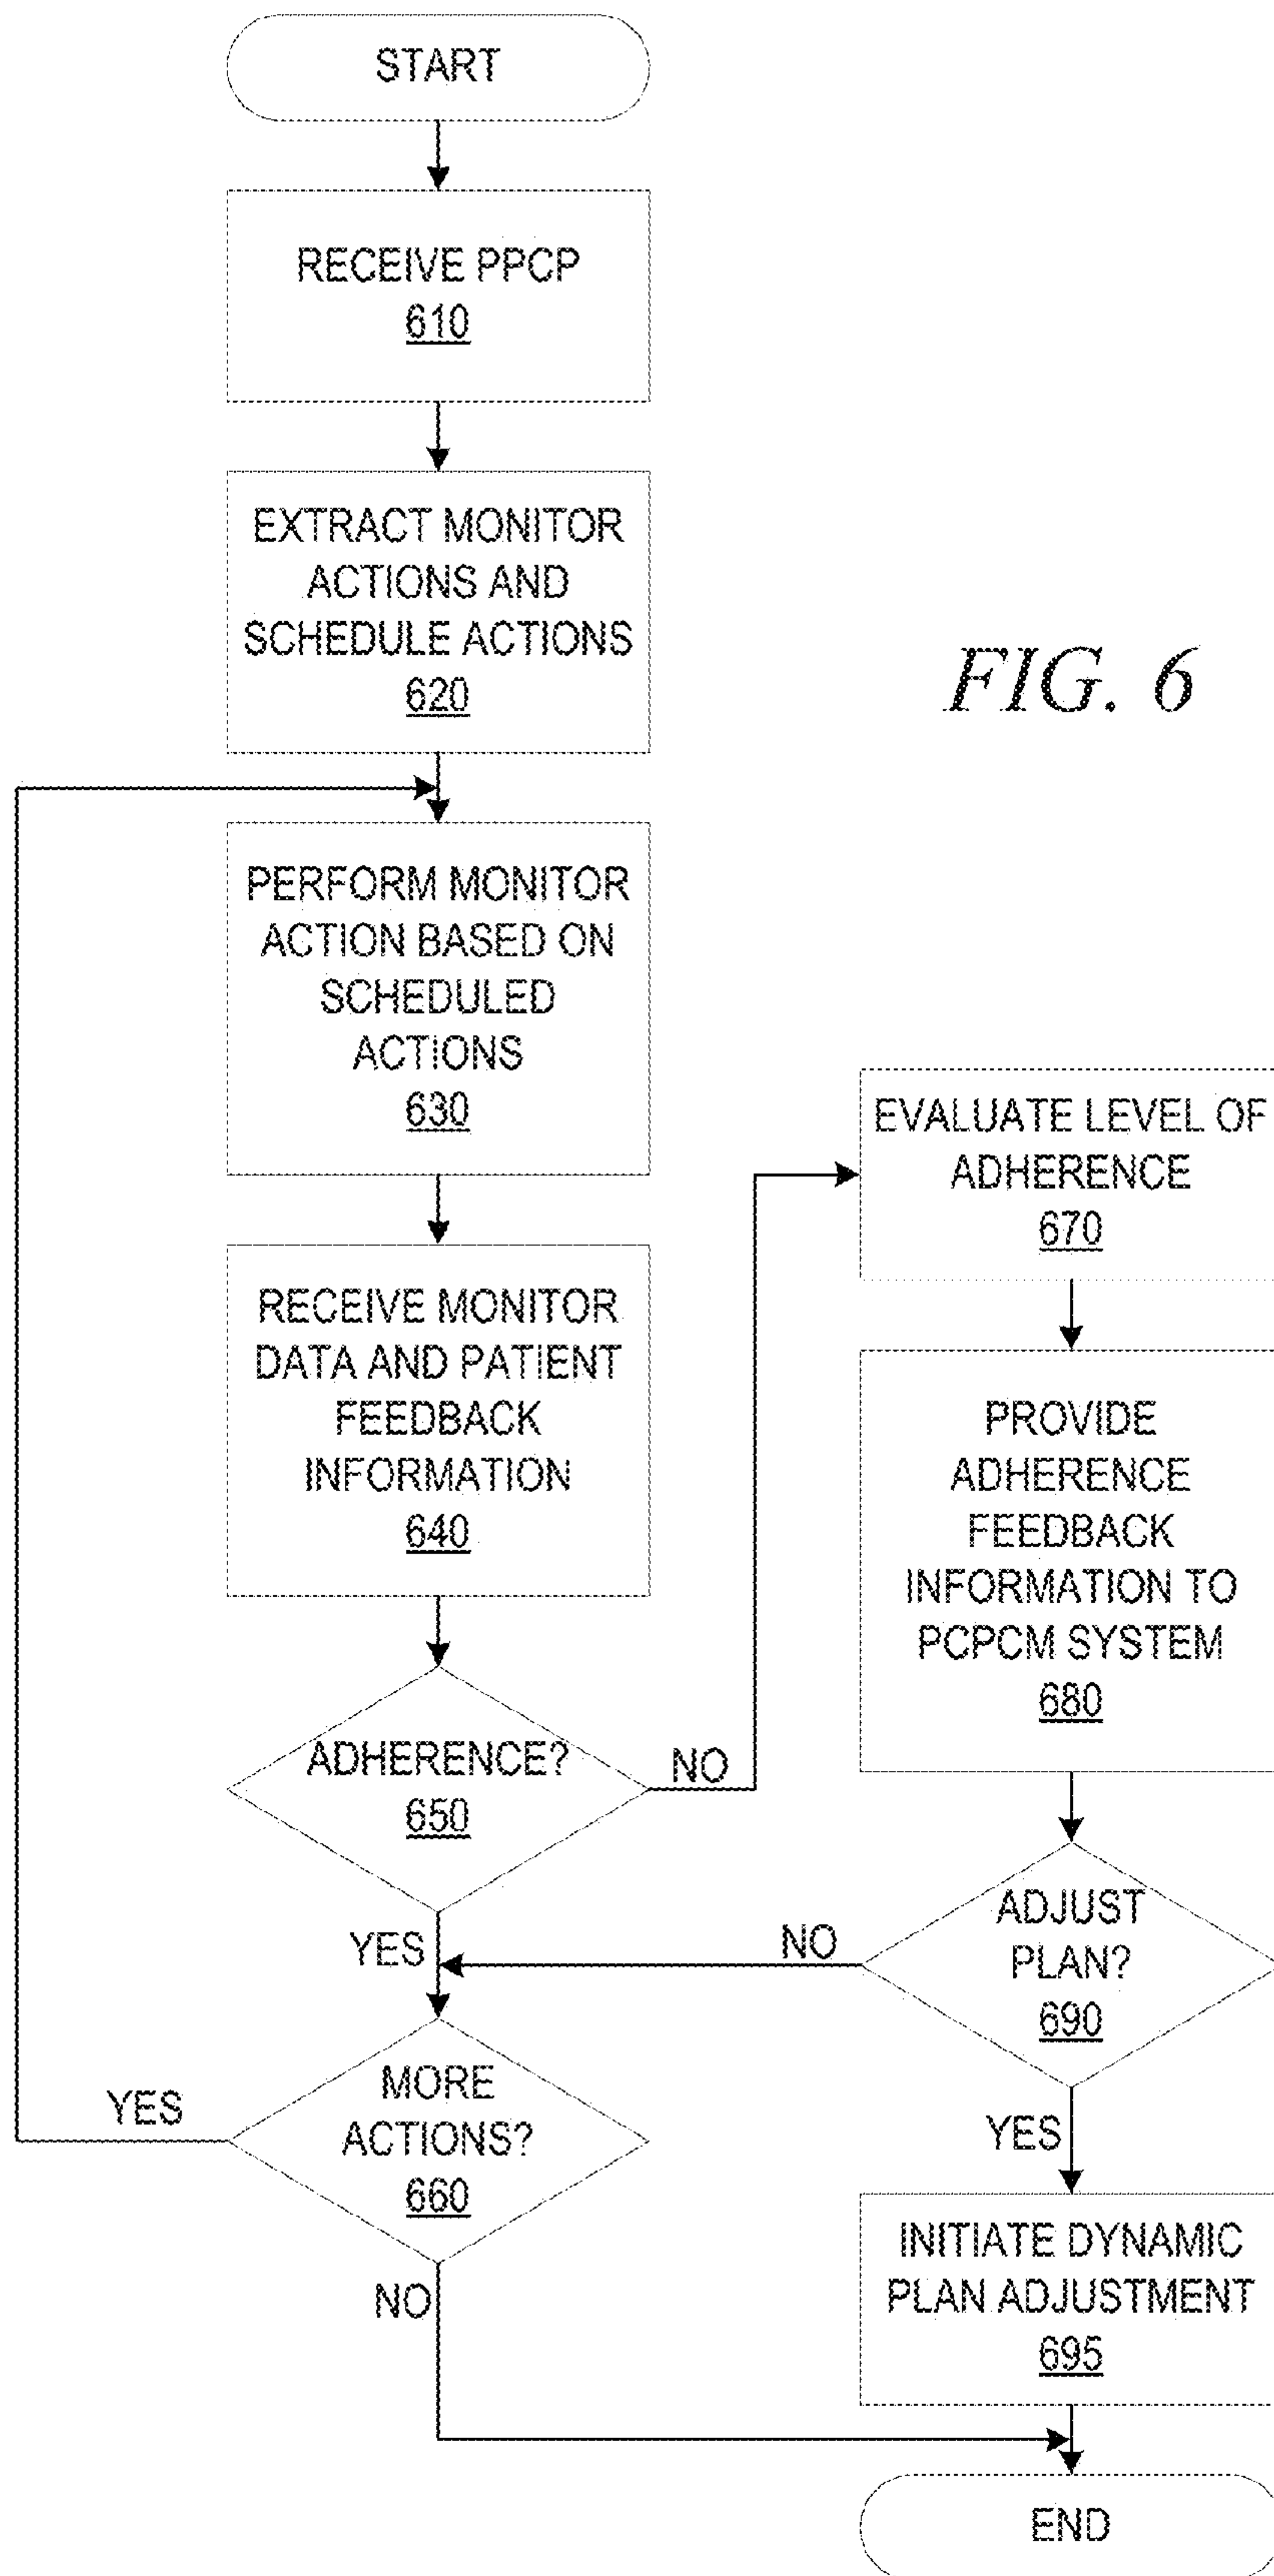 START
RECEIVE PPCP
610
EXTRACT MONITOR
ACTIONS AND
SCHEDULE ACTIONS
620
FIG. 6
PERFORM MONITOR
ACTION BASED ON
SCHEDULED
ACTIONS
630
RECEIVE MONITOR
DATA AND PATIENT
FEEDBACK
INFORMATION
640
ADHERENCE?
650
NO
YES
MORE
ACTIONS?
660
YES
NO
EVALUATE LEVEL OF
ADHERENCE
670
PROVIDE
ADHERENCE
FEEDBACK
INFORMATION TO
PCPCM SYSTEM
680
ADJUST
PLAN?
690
NO
YES
INITIATE DYNAMIC
PLAN ADJUSTMENT
695
END